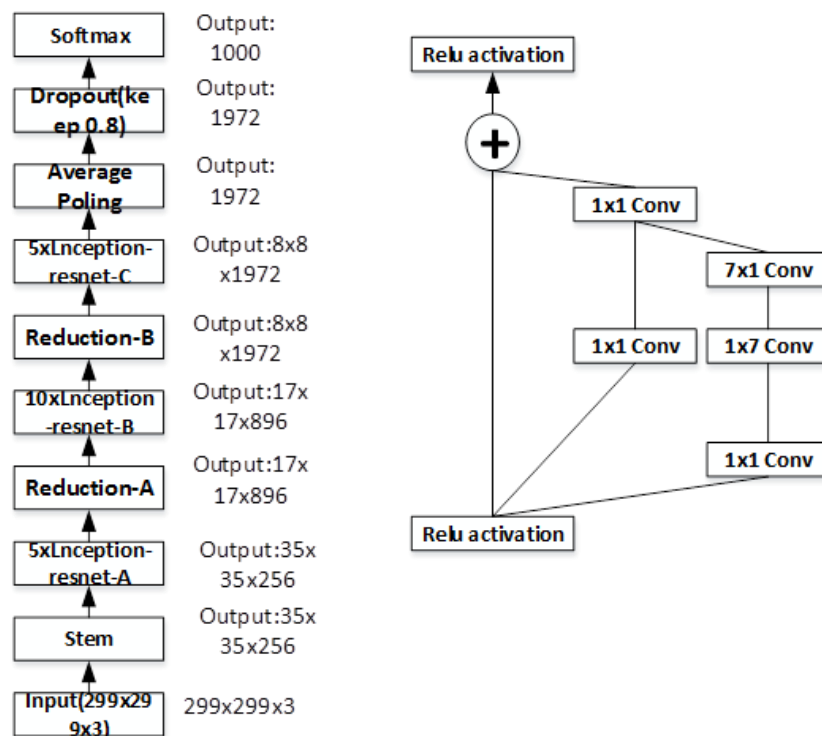 Softmax
Output:
1000
Dropout(ke
ep 0.8)
Output:
1972
Average
Poling
Output:
1972
5xLnception-
resnet-C
Output:8x8
x1972
Reduction-B
Output:8x8
x1972
10xLnception
-resnet-B
Output:17x
17x896
Reduction-A
Output:17x
17x896
5xLnception-
resnet-A
Output:35x
35x256
Stem
Output:35x
35x256
Input(299x29
9x3)
299x299x3
Relu activation
+
1x1 Conv
7x1 Conv
1x1 Conv
1x7 Conv
1x1 Conv
Relu activation